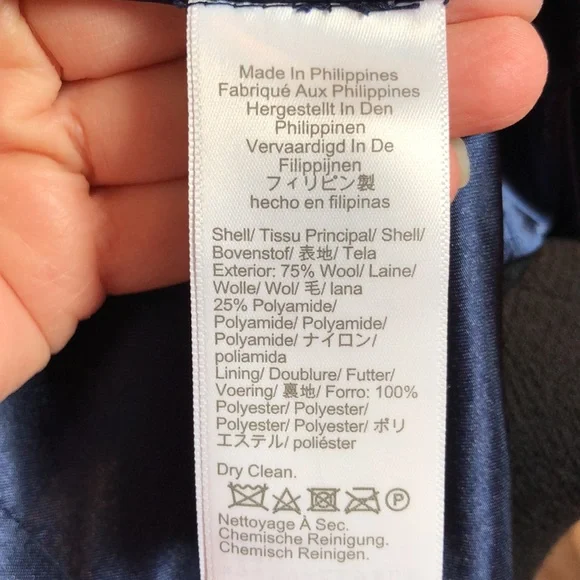 Made In Philippines
Fabriqué Aux Philippines
Hergestellt In Den
Philippinen
Vervaardigd In De
Filippijnen
フィリピン製
hecho en filipinas
Shell/ Tissu Principal/ Shell/
Bovenstof/ 表地/ Tela
Exterior: 75% Wool/ Laine/
Wolle/ Wol/ 毛/ lana
25% Polyamide/
Polyamide/ Polyamide/
Polyamide/ ナイロン/
poliamida
Lining/ Doublure/ Futter/
Voering/ 裏地/ Forro: 100%
Polyester/ Polyester/
Polyester/ Polyester/ ポリ
エステル/ poliéster
Dry Clean.
P
Nettoyage À Sec.
Chemische Reinigung.
Chemisch Reinigen.